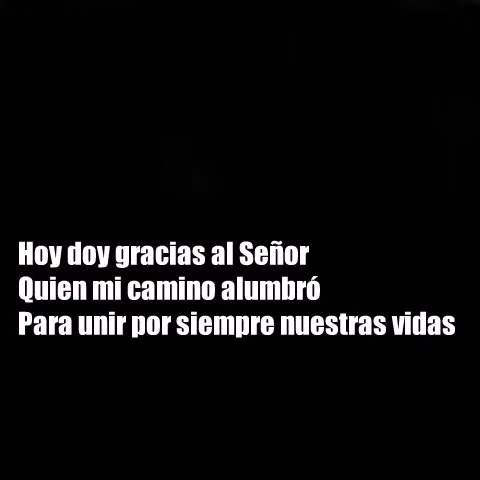 Hoy doy gracias al Señor
Quien mi camino alumbró
Para unir por siempre nuestras vidas